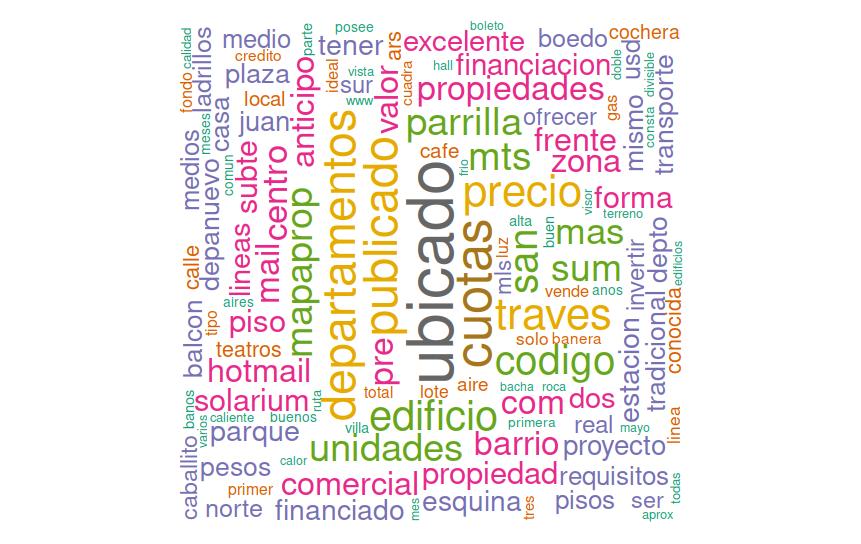 boleto
posee
medio
tener
parte
calidad
credito
ars
excelente
boedo
cochera
hall
financiacion
doble
usd
divisible
consta
transporte
ladrillos
fondo
plaza
vista
ideal
sur
cuadra
propiedades
local
www
valor
anticipo
juan
casa
meses
parrilla
ofrecer
gas
mismo
frente
mts
zona
cafe
frio
medios
depanuevo
comun
subte
centro
departamentos
publicado
ubicado
precio
visor
forma
terreno
alta
buen
mas
luz
san
mls
sum
depto
edificios
calle
lineas
mail
mapaprop
cuotas
vende
anos
invertir
conocida
aires
balcon
tipo
piso
traves
teatros
pre
solo
banera
estacion
tradicional
codigo
hotmail
total
lote
aire
bacha
roca
solarium
banos
ruta
edificio
com
dos
caliente
buenos
varios
parque
villa
primera
real
mayo
linea
unidades
barrio
proyecto
caballito
pesos
calor
propiedad
requisitos
primer
comercial
todas
norte
financiado
mes
esquina
tres
pisos
ser
aprox